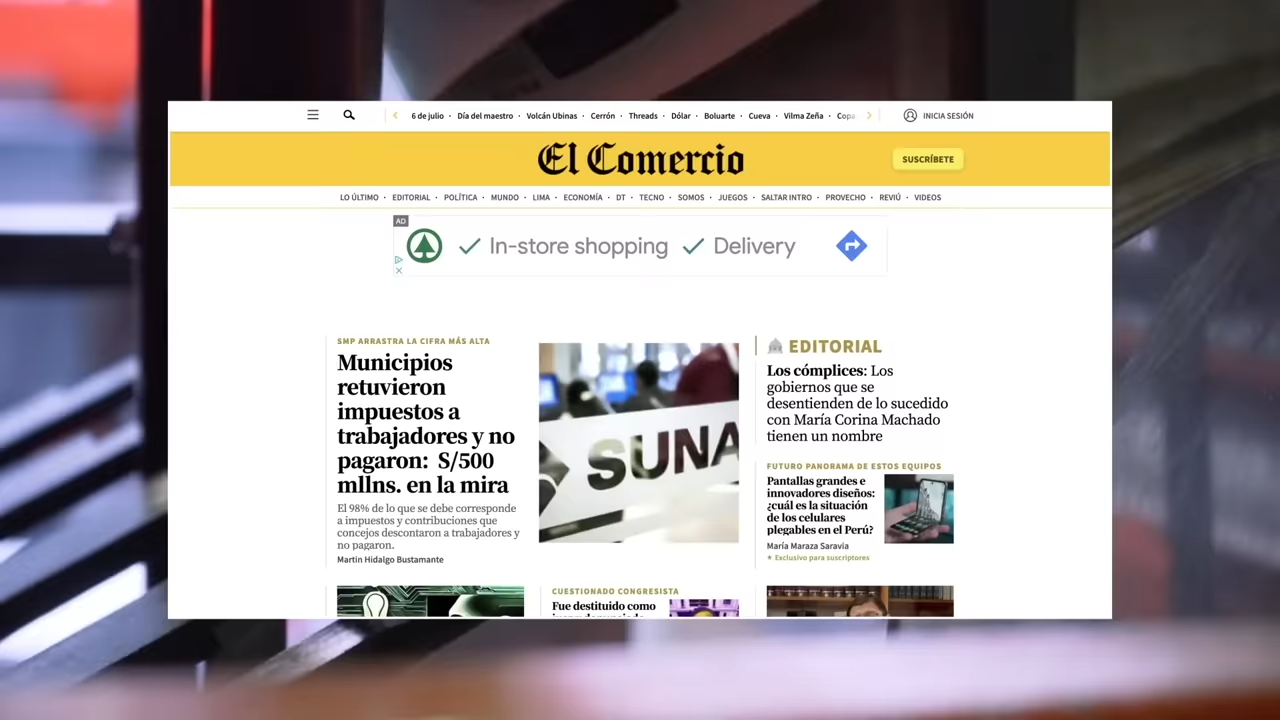 6 de julio · Día del maestro · Volcán Ubinas · Cerrón · Threads · Dólar · Boluarte · Cueva · Vilma Zeña · Copa
INICIA SESIÓN
El Comercio
SUSCRÍBETE
LO ÚLTIMO · EDITORIAL · POLÍTICA · MUNDO · LIMA · ECONOMÍA · DT · TECNO · SOMOS · JUEGOS · SALTAR INTRO · PROVECHO · REVIÚ · VIDEOS
AD
In-store shopping
Delivery
SMP ARRASTRA LA CIFRA MÁS ALTA
Municipios
retuvieron
impuestos a
trabajadores y no
pagaron: S/500
mllns. en la mira
El 98% de lo que se debe corresponde
a impuestos y contribuciones que
concejos descontaron a trabajadores y
no pagaron.
Martin Hidalgo Bustamante
SUNA
EDITORIAL
Los cómplices: Los
gobiernos que se
desentienden de lo sucedido
con María Corina Machado
tienen un nombre
FUTURO PANORAMA DE ESTOS EQUIPOS
Pantallas grandes e
innovadores diseños:
¿cuál es la situación
de los celulares
plegables en el Perú?
María Maraza Saravia
★ Exclusivo para suscriptores
CUESTIONADO CONGRESISTA
Fue destituido como